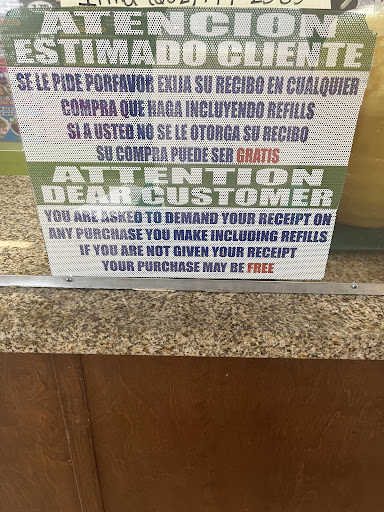 ATENCION
ESTIMADO CLIENTE
SE LE PIDE PORFAVOR EXIJA SU RECIBO EN CUALQUIER
COMPRA QUE HAGA INCLUYENDO REFILLS
SI A USTED NO SE LE OTORGA SU RECIBO
SU COMPRA PUEDE SER GRATIS
ATTENTION
DEAR CUSTOMER
YOU ARE ASKED TO DEMAND YOUR RECEIPT ON
ANY PURCHASE YOU MAKE INCLUDING REFILLS
IF YOU ARE NOT GIVEN YOUR RECEIPT
YOUR PURCHASE MAY BE FREE